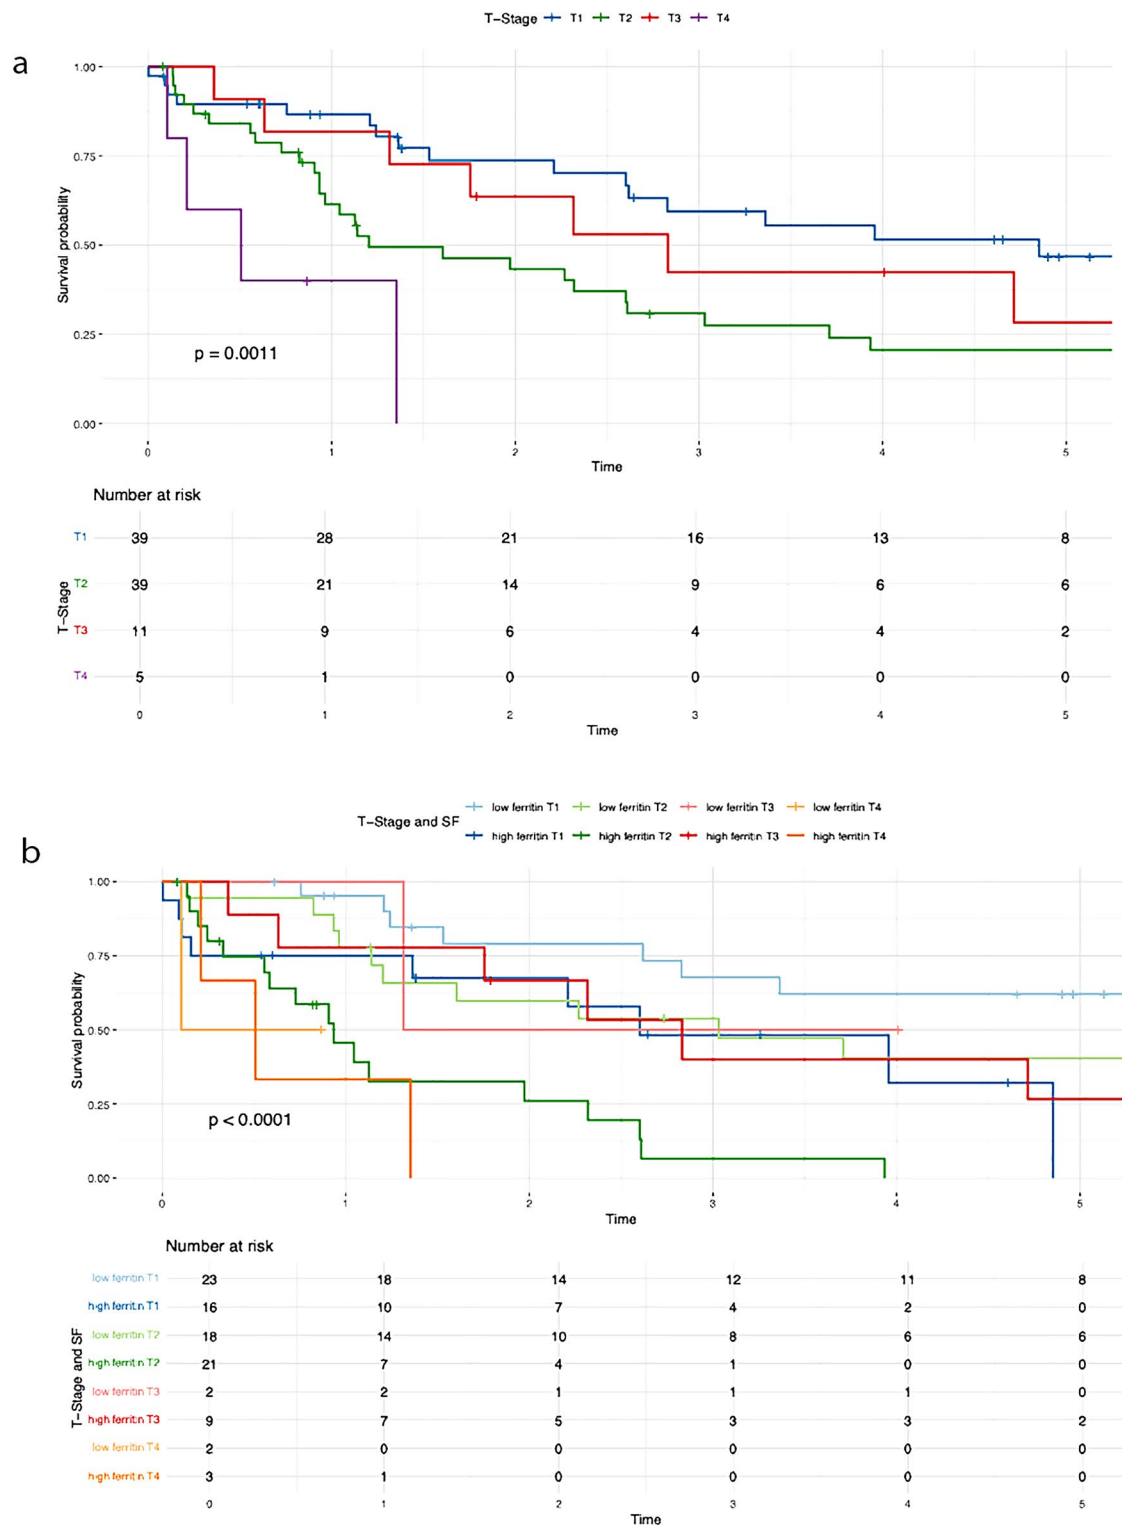 T-Stage T1 T2 T3 T4
a
1.00
0.75
0.50
0.25
0.00
Survival probability
p = 0.0011
0 1 2 3 4 5
Time
Number at risk
T-Stage
T1 39 28 21 16 13 8
T2 39 21 14 9 6 6
T3 11 9 6 4 4 2
T4 5 1 0 0 0 0
0 1 2 3 4 5
Time
T-Stage and SF
low ferritin T1 low ferritin T2 low ferritin T3 low ferritin T4
high ferritin T1 high ferritin T2 high ferritin T3 high ferritin T4
b
1.00
0.75
0.50
0.25
0.00
Survival probability
p < 0.0001
0 1 2 3 4 5
Time
Number at risk
T-Stage and SF
low ferritin T1 23 18 14 12 11 8
high ferritin T1 16 10 7 4 2 0
low ferritin T2 18 14 10 8 6 6
high ferritin T2 21 7 4 1 0 0
low ferritin T3 2 2 1 1 1 0
high ferritin T3 9 7 5 3 3 2
low ferritin T4 2 0 0 0 0 0
high ferritin T4 3 1 0 0 0 0
0 1 2 3 4 5
Time